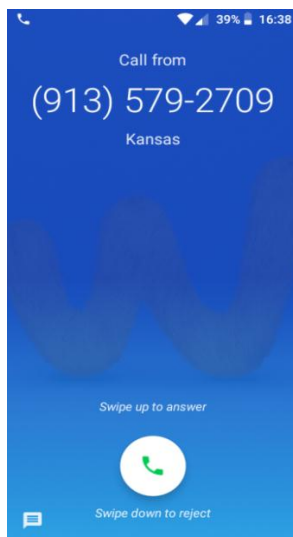 39% 16:38
Call from
(913) 579-2709
Kansas
Swipe up to answer
Swipe down to reject